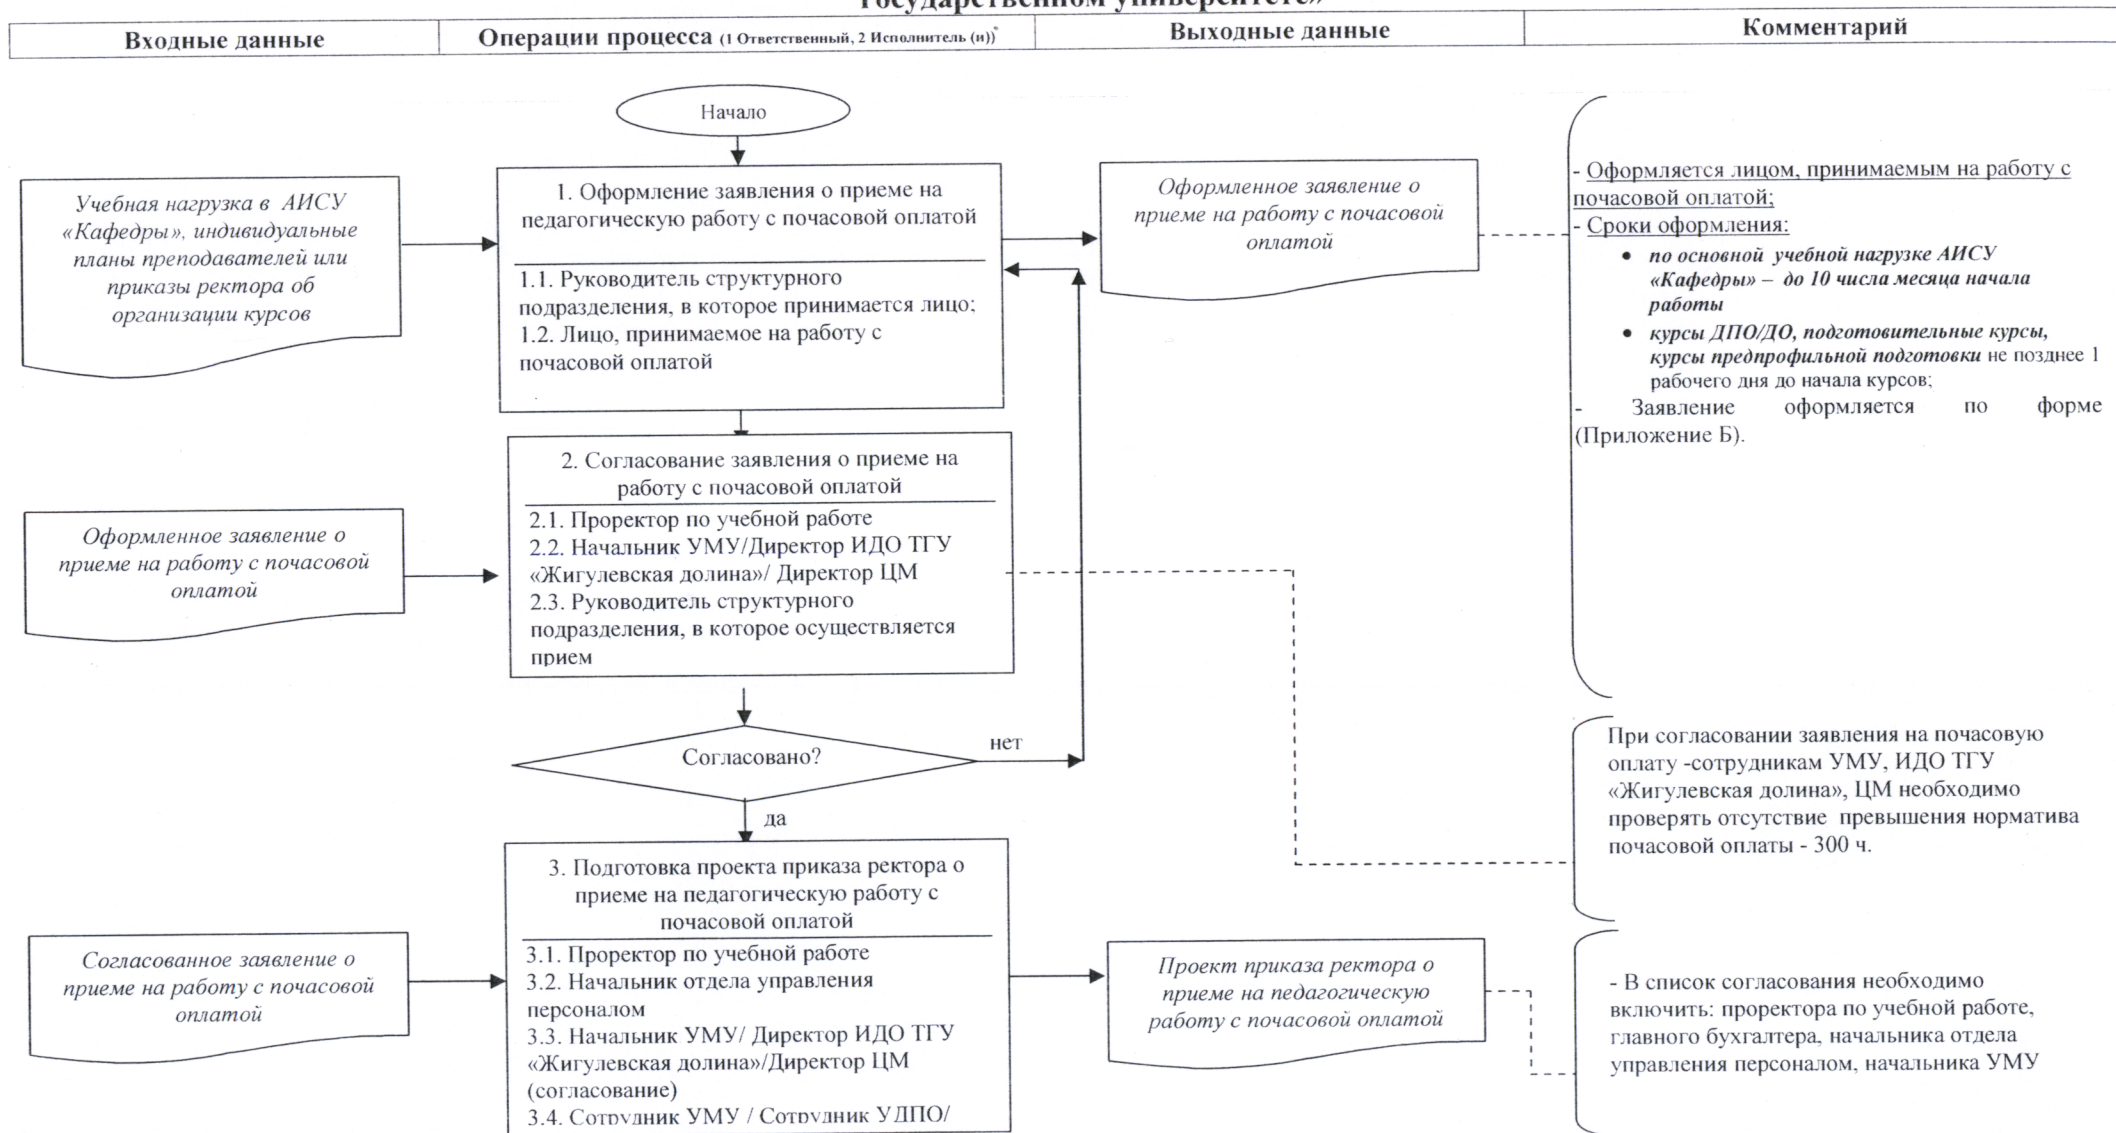 государственном университете»
Входные данные
Операции процесса (1 Ответственный, 2 Исполнитель (и))*
Выходные данные
Комментарий
Начало
Учебная нагрузка в АИСУ
«Кафедры», индивидуальные
планы преподавателей или
приказы ректора об
организации курсов
1. Оформление заявления о приеме на
педагогическую работу с почасовой оплатой
1.1. Руководитель структурного
подразделения, в которое принимается лицо;
1.2. Лицо, принимаемое на работу с
почасовой оплатой
Оформленное заявление о
приеме на работу с почасовой
оплатой
- Оформляется лицом, принимаемым на работу с
почасовой оплатой;
- Сроки оформления:
• по основной учебной нагрузке АИСУ
«Кафедры» – до 10 числа месяца начала
работы
• курсы ДПО/ДО, подготовительные курсы,
курсы предпрофильной подготовки не позднее 1
рабочего дня до начала курсов;
- Заявление оформляется по форме
(Приложение Б).
Оформленное заявление о
приеме на работу с почасовой
оплатой
2. Согласование заявления о приеме на
работу с почасовой оплатой
2.1. Проректор по учебной работе
2.2. Начальник УМУ/Директор ИДО ТГУ
«Жигулевская долина»/ Директор ЦМ
2.3. Руководитель структурного
подразделения, в которое осуществляется
прием
Согласовано?
нет
да
При согласовании заявления на почасовую
оплату -сотрудникам УМУ, ИДО ТГУ
«Жигулевская долина», ЦМ необходимо
проверять отсутствие превышения норматива
почасовой оплаты - 300 ч.
Согласованное заявление о
приеме на работу с почасовой
оплатой
3. Подготовка проекта приказа ректора о
приеме на педагогическую работу с
почасовой оплатой
3.1. Проректор по учебной работе
3.2. Начальник отдела управления
персоналом
3.3. Начальник УМУ/ Директор ИДО ТГУ
«Жигулевская долина»/Директор ЦМ
(согласование)
3.4. Сотрудник УМУ / Сотрудник УДПО/
Проект приказа ректора о
приеме на педагогическую
работу с почасовой оплатой
- В список согласования необходимо
включить: проректора по учебной работе,
главного бухгалтера, начальника отдела
управления персоналом, начальника УМУ